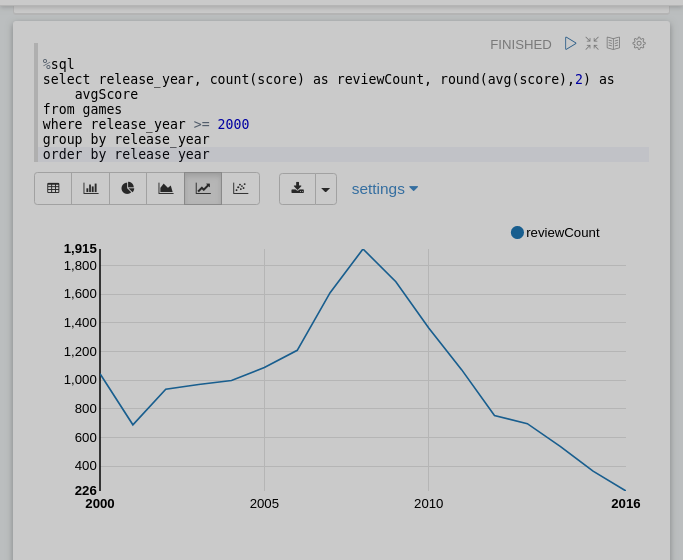 FINISHED
%sql
select release_year, count(score) as reviewCount, round(avg(score),2) as
avgScore
from games
where release_year >= 2000
group by release_year
order by release_year
settings
reviewCount
1,915
1,800
1,600
1,400
1,200
1,000
800
600
400
226
2000
2005
2010
2016